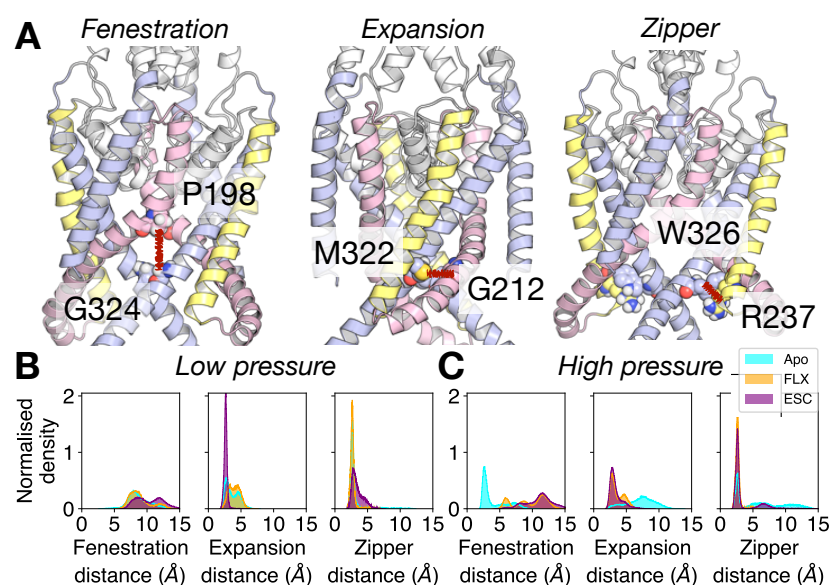 A
Fenestration
Expansion
Zipper
P198
G324
M322
G212
W326
R237
B
Low pressure
C
High pressure
Apo
FLX
ESC
Normalised
density
2
1
0
0 5 10 15
0 5 10 15
0 5 10 15
2
1
0
0 5 10 15
0 5 10 15
0 5 10 15
Fenestration
distance (Å)
Expansion
distance (Å)
Zipper
distance (Å)
Fenestration
distance (Å)
Expansion
distance (Å)
Zipper
distance (Å)